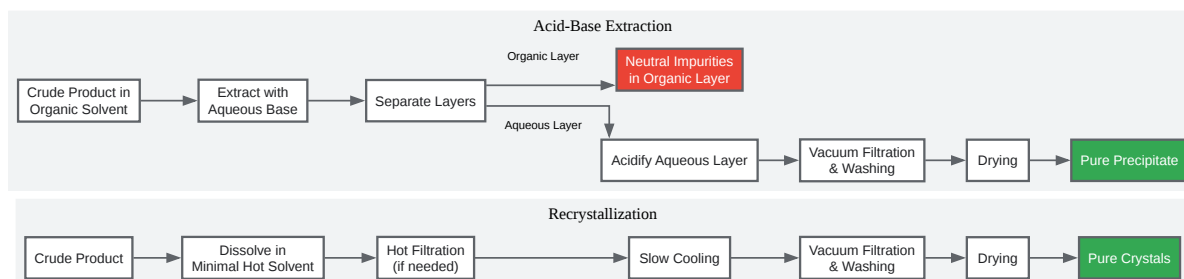 Acid-Base Extraction
Organic Layer
Neutral Impurities
in Organic Layer
Crude Product in
Organic Solvent
Extract with
Aqueous Base
Separate Layers
Aqueous Layer
Acidify Aqueous Layer
Vacuum Filtration
& Washing
Drying
Pure Precipitate
Recrystallization
Crude Product
Dissolve in
Minimal Hot Solvent
Hot Filtration
(if needed)
Slow Cooling
Vacuum Filtration
& Washing
Drying
Pure Crystals